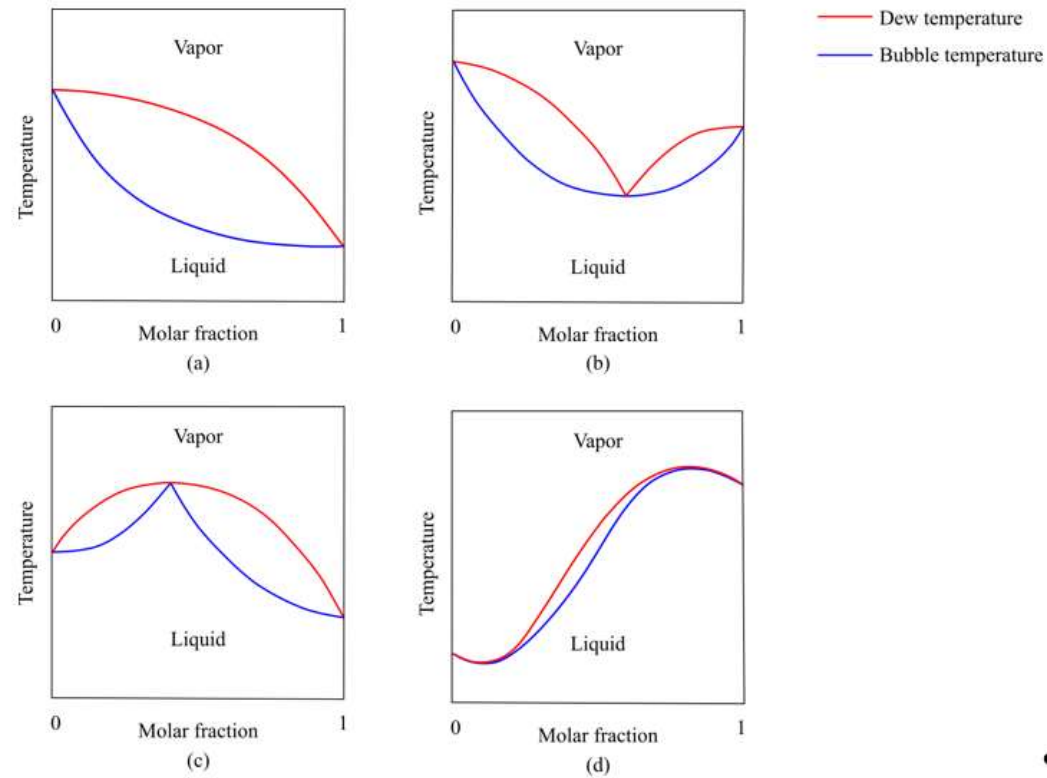 Dew temperature
Bubble temperature
Vapor
Temperature
Liquid
0
1
Molar fraction
(a)
Vapor
Temperature
Liquid
0
1
Molar fraction
(b)
Vapor
Temperature
Liquid
0
1
Molar fraction
(c)
Vapor
Temperature
Liquid
0
1
Molar fraction
(d)